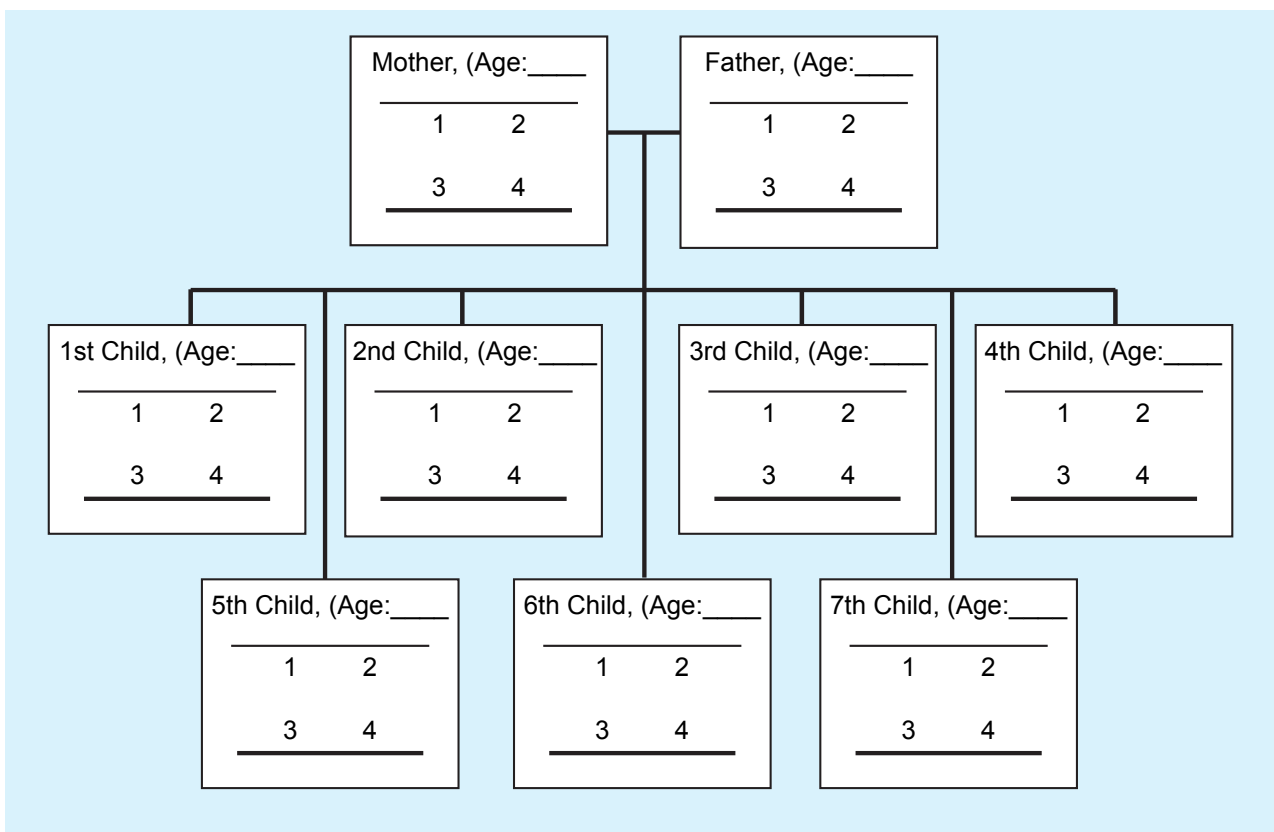 Mother, (Age:____
1 2
3 4
Father, (Age:____
1 2
3 4
1st Child, (Age:____
1 2
3 4
2nd Child, (Age:____
1 2
3 4
3rd Child, (Age:____
1 2
3 4
4th Child, (Age:____
1 2
3 4
5th Child, (Age:____
1 2
3 4
6th Child, (Age:____
1 2
3 4
7th Child, (Age:____
1 2
3 4